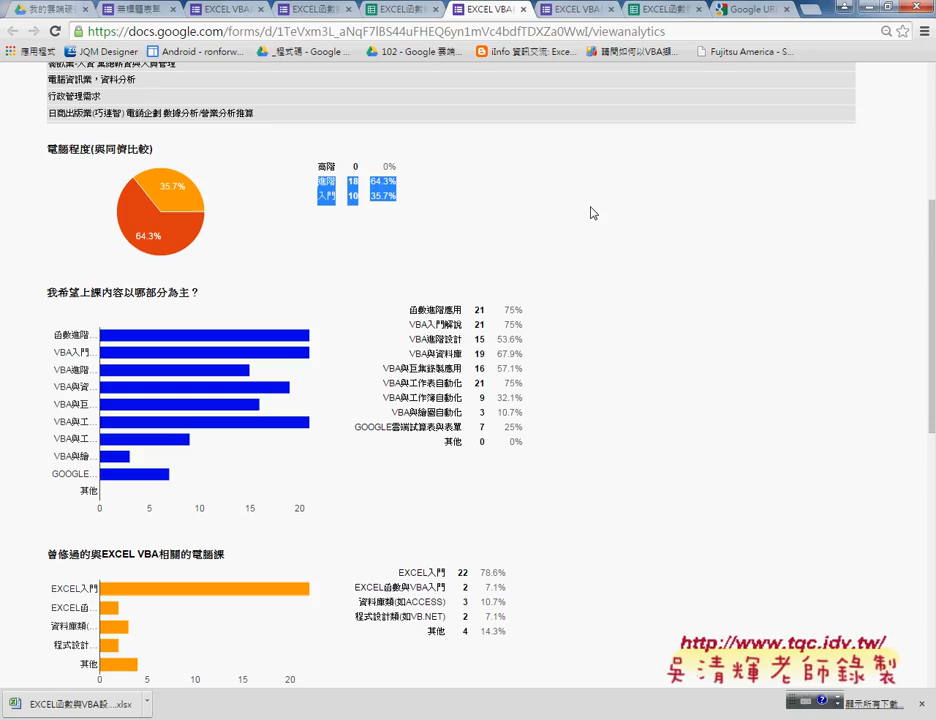 我的雲端硬
無標題表單
EXCEL VBA
EXCEL函數
EXCEL函數
EXCEL VBA
EXCEL VBA
EXCEL函數
Google UR
https://docs.google.com/forms/d/1TeVxm3L_aNqF7lBS44uFHEQ6yn1mVc4bdfTDXZa0WwI/viewanalytics
應用程式
JQM Designer
Android - ronforw...
_程式碼 - Google ...
102 - Google 雲端...
iInfo 資訊交流: Exce...
請問如何以VBA擷...
Fujitsu America - S...
電腦資訊業，資料分析
行政管理需求
日商出版業(巧連智) 電銷企劃 數據分析/營業分析推算
電腦程度(與同儕比較)
35.7%
64.3%
高階 0 0%
進階 18 64.3%
入門 10 35.7%
我希望上課內容以哪部分為主？
函數進階...
VBA入門...
VBA進階...
VBA與資...
VBA與巨...
VBA與工...
VBA與工...
VBA與繪...
GOOGLE...
其他
0 5 10 15 20
函數進階應用 21 75%
VBA入門解說 21 75%
VBA進階設計 15 53.6%
VBA與資料庫 19 67.9%
VBA與巨集錄製應用 16 57.1%
VBA與工作表自動化 21 75%
VBA與工作簿自動化 9 32.1%
VBA與繪圖自動化 3 10.7%
GOOGLE雲端試算表與表單 7 25%
其他 0 0%
曾修過的與EXCEL VBA相關的電腦課
EXCEL入門
EXCEL函...
資料庫類(...
程式設計...
其他
0 5 10 15 20
EXCEL入門 22 78.6%
EXCEL函數與VBA入門 2 7.1%
資料庫類(如ACCESS) 3 10.7%
程式設計類(如VB.NET) 2 7.1%
其他 4 14.3%
http://www.tqc.idv.tw/
吳清輝老師錄製
EXCEL函數與VBA設....xlsx
顯示所有下載...